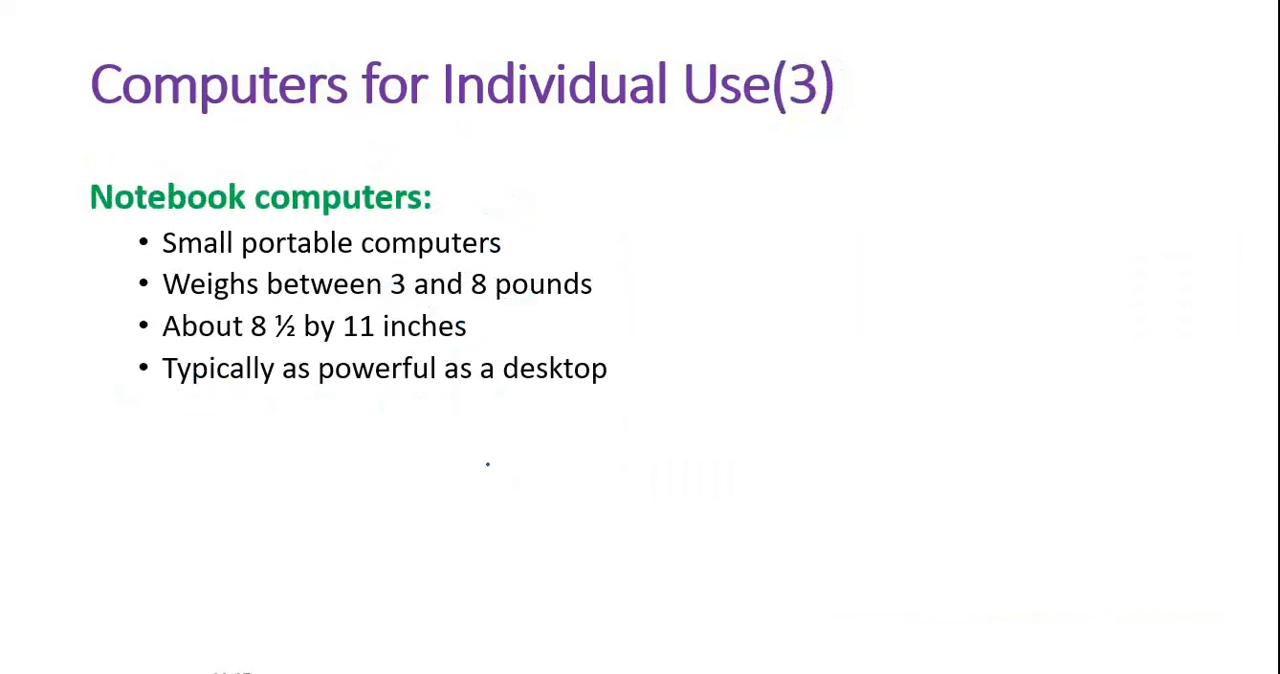 Computers for Individual Use(3)
Notebook computers:
• Small portable computers
• Weighs between 3 and 8 pounds
• About 8 ½ by 11 inches
• Typically as powerful as a desktop